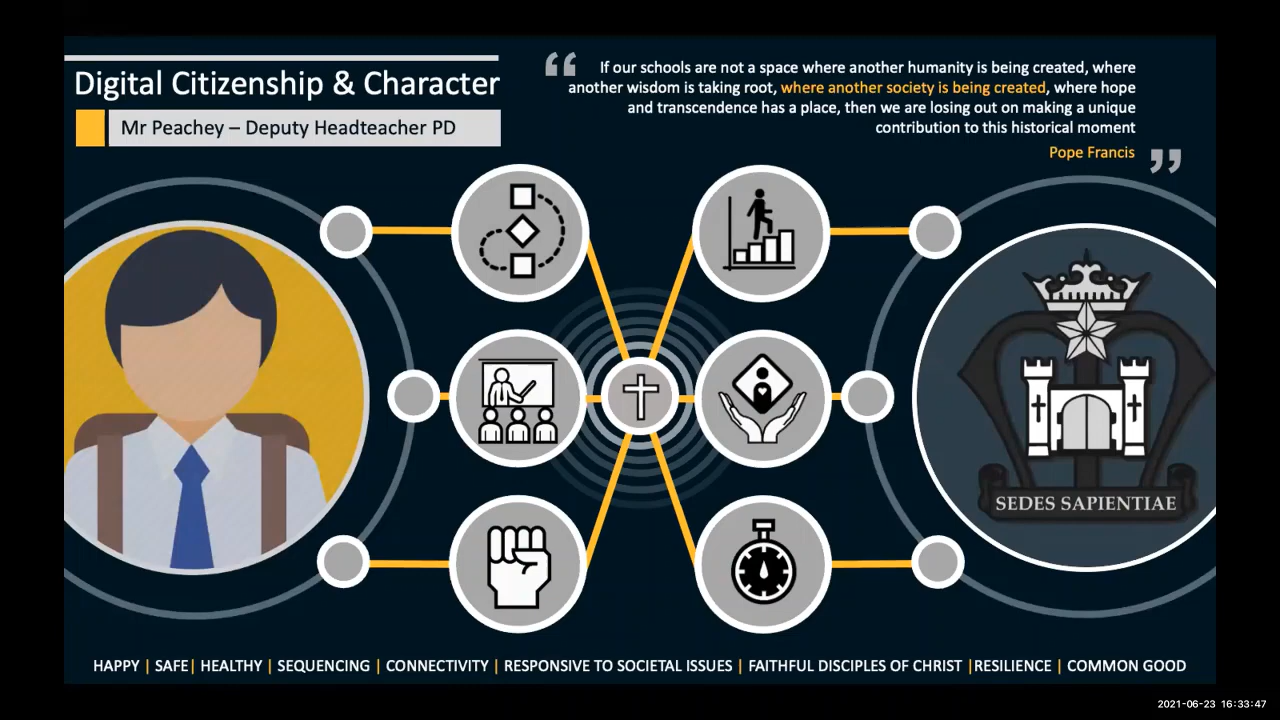 Digital Citizenship & Character
Mr Peachey – Deputy Headteacher PD
“ If our schools are not a space where another humanity is being created, where
another wisdom is taking root, where another society is being created, where hope
and transcendence has a place, then we are losing out on making a unique
contribution to this historical moment
Pope Francis ”
SEDES SAPIENTIAE
HAPPY | SAFE| HEALTHY | SEQUENCING | CONNECTIVITY | RESPONSIVE TO SOCIETAL ISSUES | FAITHFUL DISCIPLES OF CHRIST |RESILIENCE | COMMON GOOD
2021-06-23 16:33:47